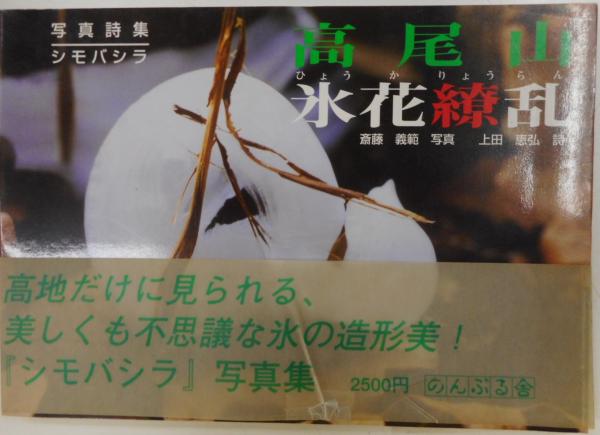 写真詩集
シモバシラ
高尾山
ひょうかりょうらん
氷花繚乱
斎藤 義範 写真 上田 恵弘 詩
高地だけに見られる、
美しくも不思議な氷の造形美！
『シモバシラ』写真集 2500円 のんぶる舎